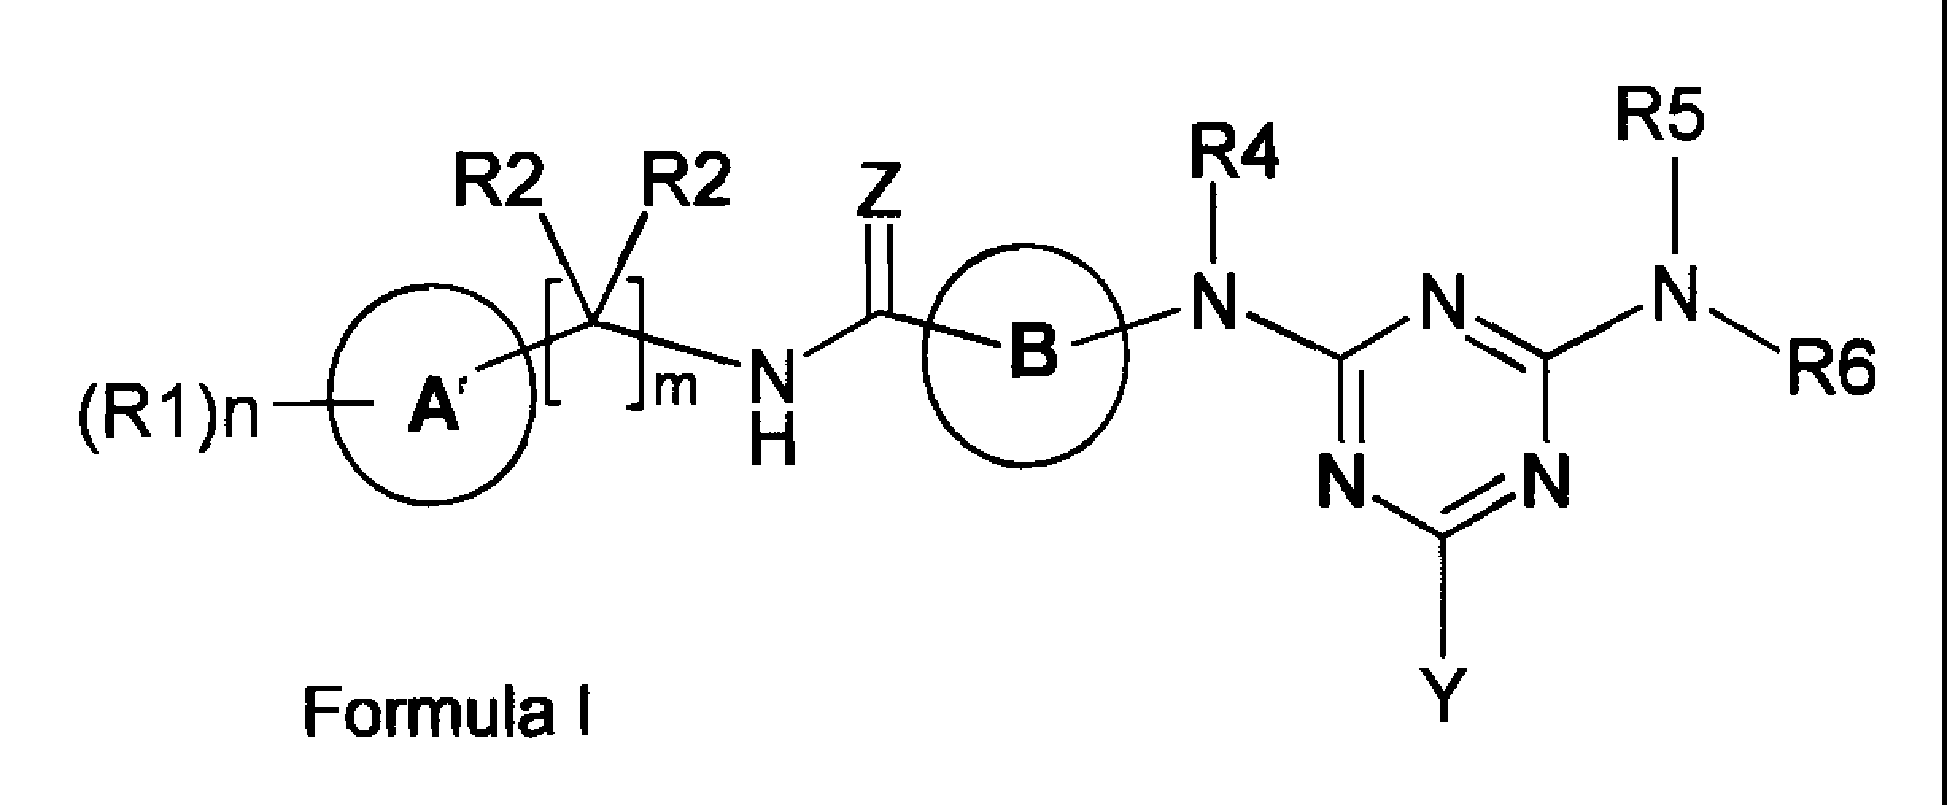 R5
R4
R2 R2 Z
N N N
R6
(R1)n A' [ ]m N
H B
N N
Y
Formula I